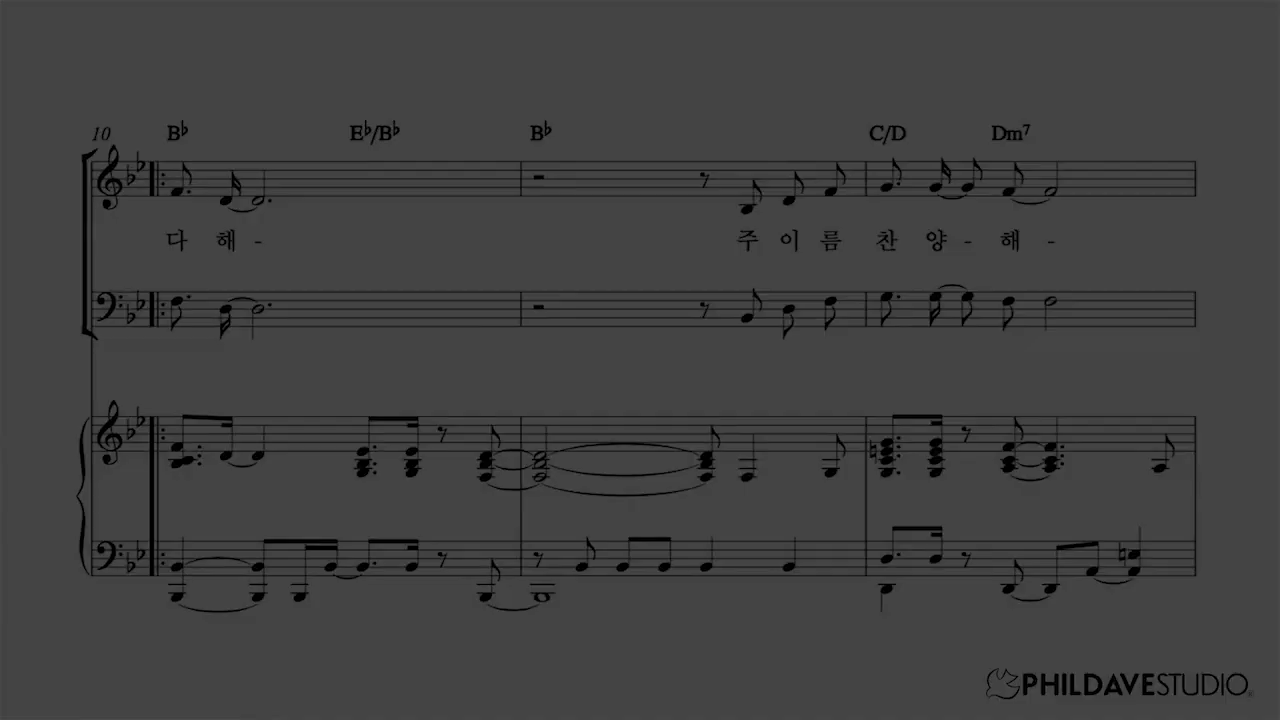 10 B♭ E♭/B♭ B♭ C/D Dm7
다 해 - 주 이 름 찬 양 - 해 -
PHILDAVESTUDIO